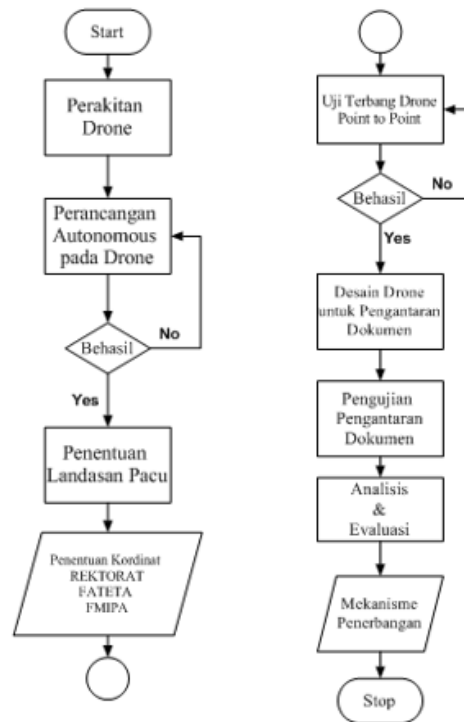 Start
Perakitan
Drone
Perancangan
Autonomous
pada Drone
Behasil
No
Yes
Penentuan
Landasan Pacu
Penentuan Kordinat
REKTORAT
FATETA
FMIPA
Uji Terbang Drone
Point to Point
Behasil
No
Yes
Desain Drone
untuk Pengantaran
Dokumen
Pengujian
Pengantaran
Dokumen
Analisis
&
Evaluasi
Mekanisme
Penerbangan
Stop